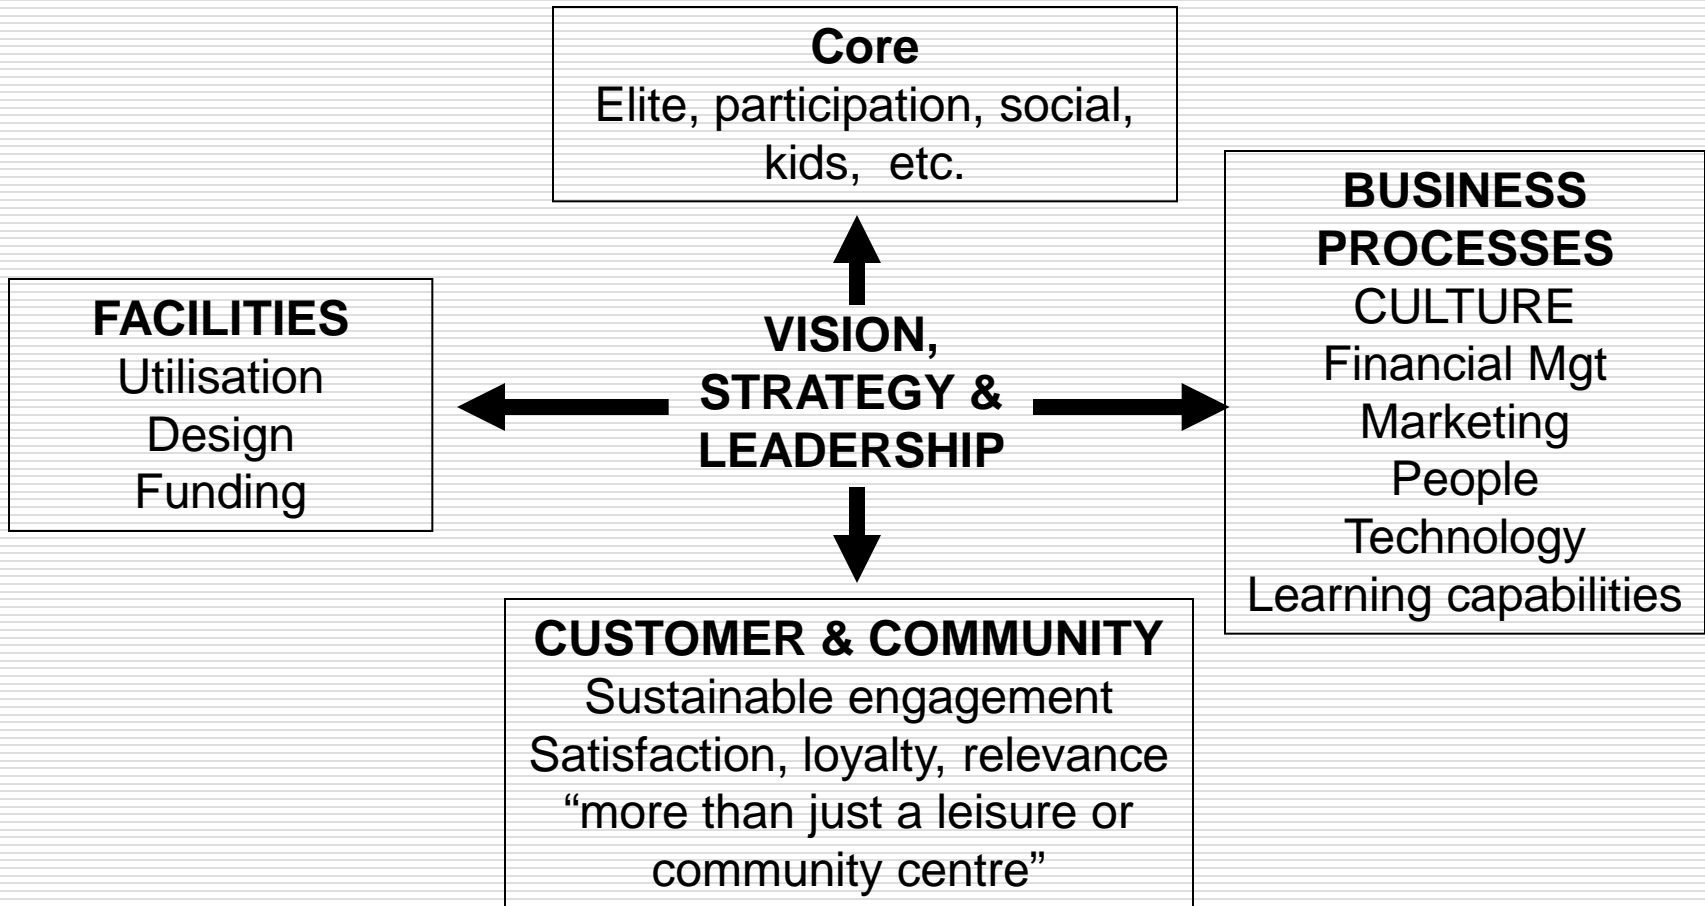 Core
Elite, participation, social,
kids, etc.
BUSINESS
PROCESSES
CULTURE
Financial Mgt
Marketing
People
Technology
Learning capabilities
FACILITIES
Utilisation
Design
Funding
VISION,
STRATEGY &
LEADERSHIP
CUSTOMER & COMMUNITY
Sustainable engagement
Satisfaction, loyalty, relevance
“more than just a leisure or
community centre”